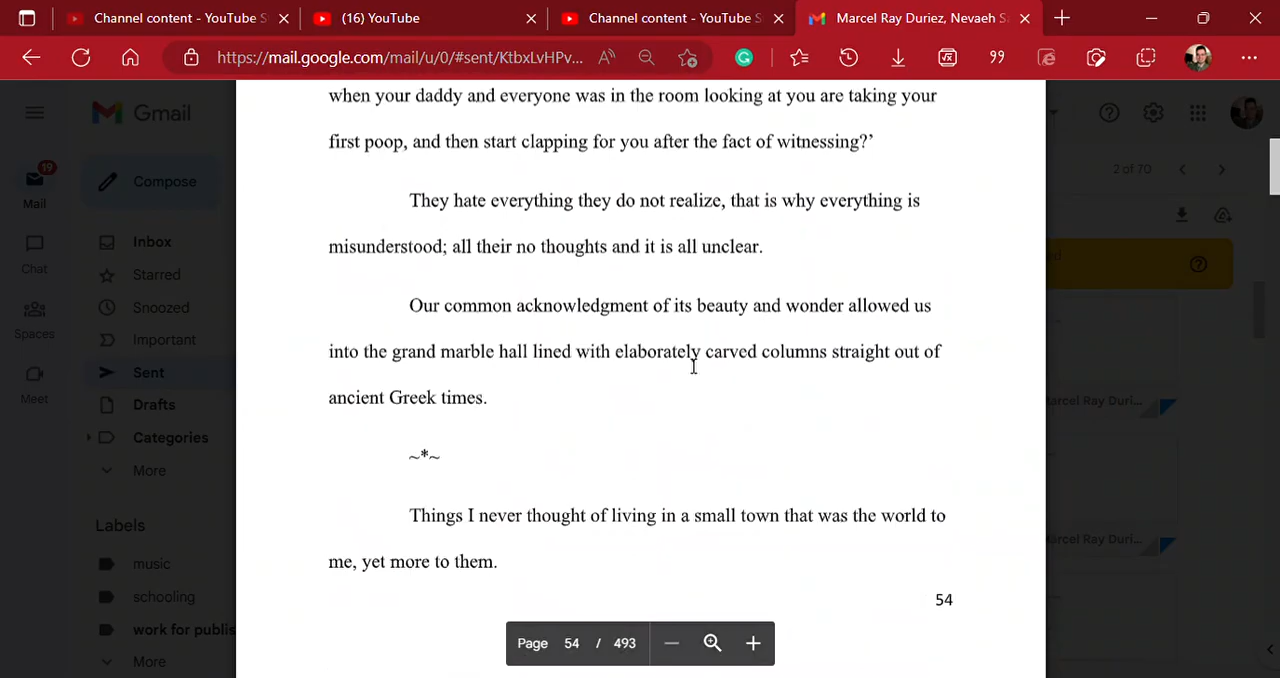 Channel content - YouTube S
(16) YouTube
Channel content - YouTube S
Marcel Ray Duriez, Nevaeh S
https://mail.google.com/mail/u/0/#sent/KtbxLvHPv...
Gmail
2 of 70
19
Mail
Compose
Chat
Inbox
Starred
Spaces
Snoozed
Important
Meet
Sent
Drafts
Categories
More
Labels
music
schooling
work for publis
More
when your daddy and everyone was in the room looking at you are taking your
first poop, and then start clapping for you after the fact of witnessing?’
They hate everything they do not realize, that is why everything is
misunderstood; all their no thoughts and it is all unclear.
Our common acknowledgment of its beauty and wonder allowed us
into the grand marble hall lined with elaborately carved columns straight out of
ancient Greek times.
~*~
Things I never thought of living in a small town that was the world to
me, yet more to them.
54
Page 54 / 493
arcel Ray Duri...
arcel Ray Duri...